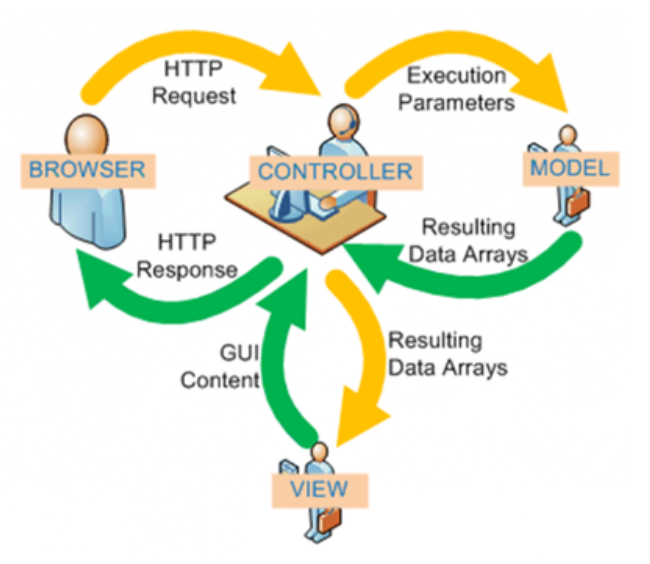 HTTP
Request
Execution
Parameters
BROWSER
CONTROLLER
MODEL
HTTP
Response
Resulting
Data Arrays
GUI
Content
Resulting
Data Arrays
VIEW